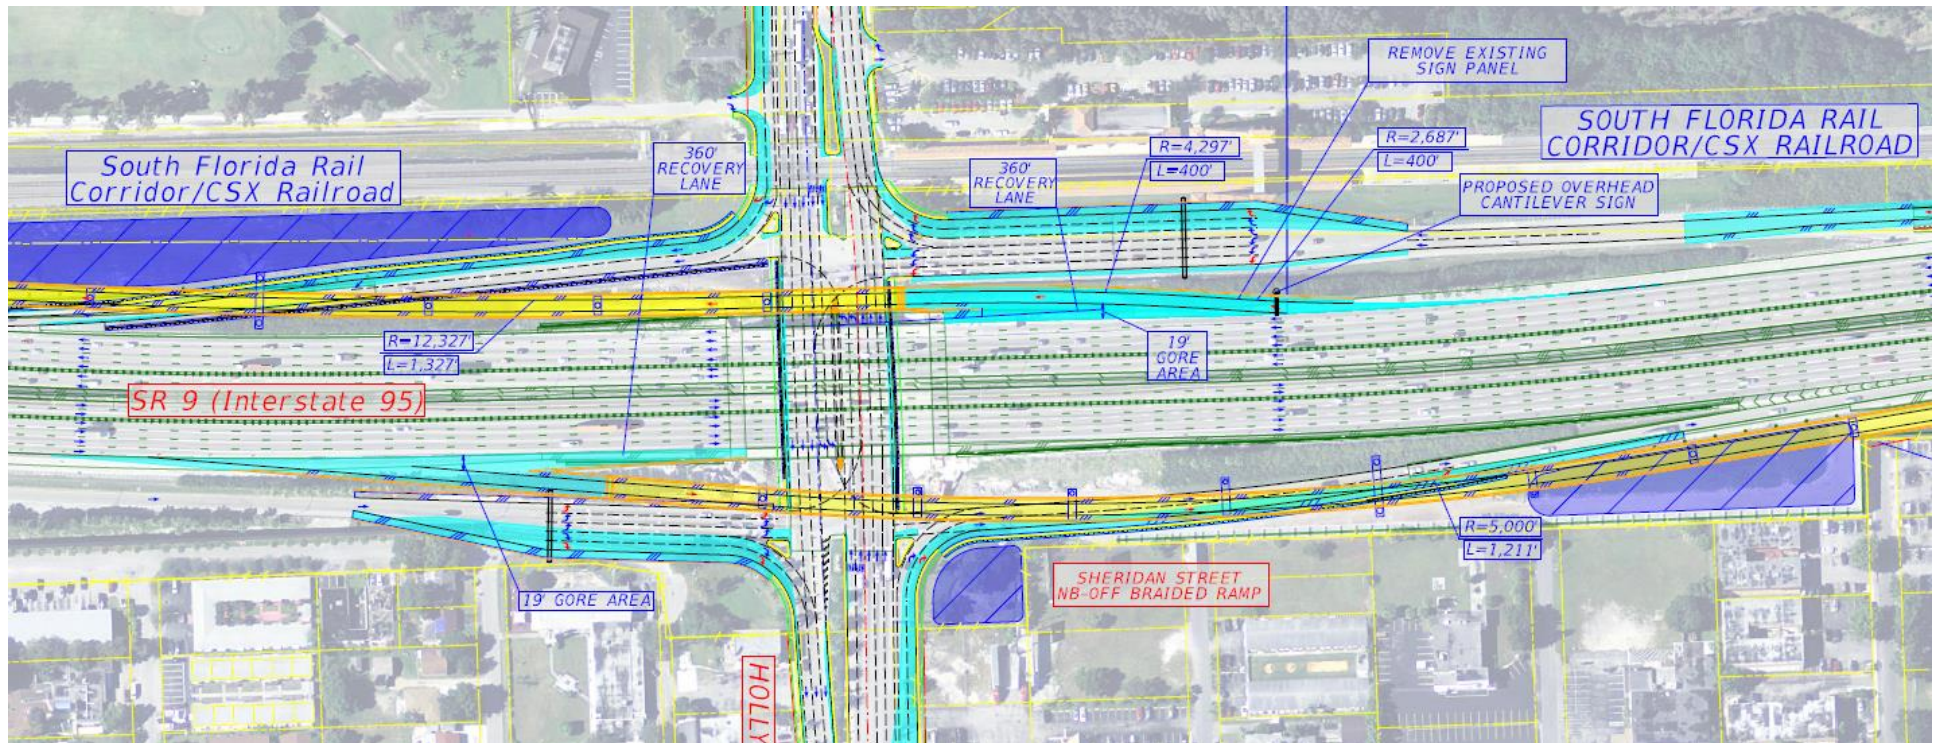 REMOVE EXISTING
SIGN PANEL
SOUTH FLORIDA RAIL
CORRIDOR/CSX RAILROAD
South Florida Rail
Corridor/CSX Railroad
360'
RECOVERY
LANE
360'
RECOVERY
LANE
R=4,297'
L=400'
R=2,687'
L=400'
PROPOSED OVERHEAD
CANTILEVER SIGN
R=12,327'
L=1,327'
19'
GORE
AREA
SR 9 (Interstate 95)
R=5,000'
L=1,211'
19' GORE AREA
SHERIDAN STREET
NB-OFF BRAIDED RAMP
HOLLY